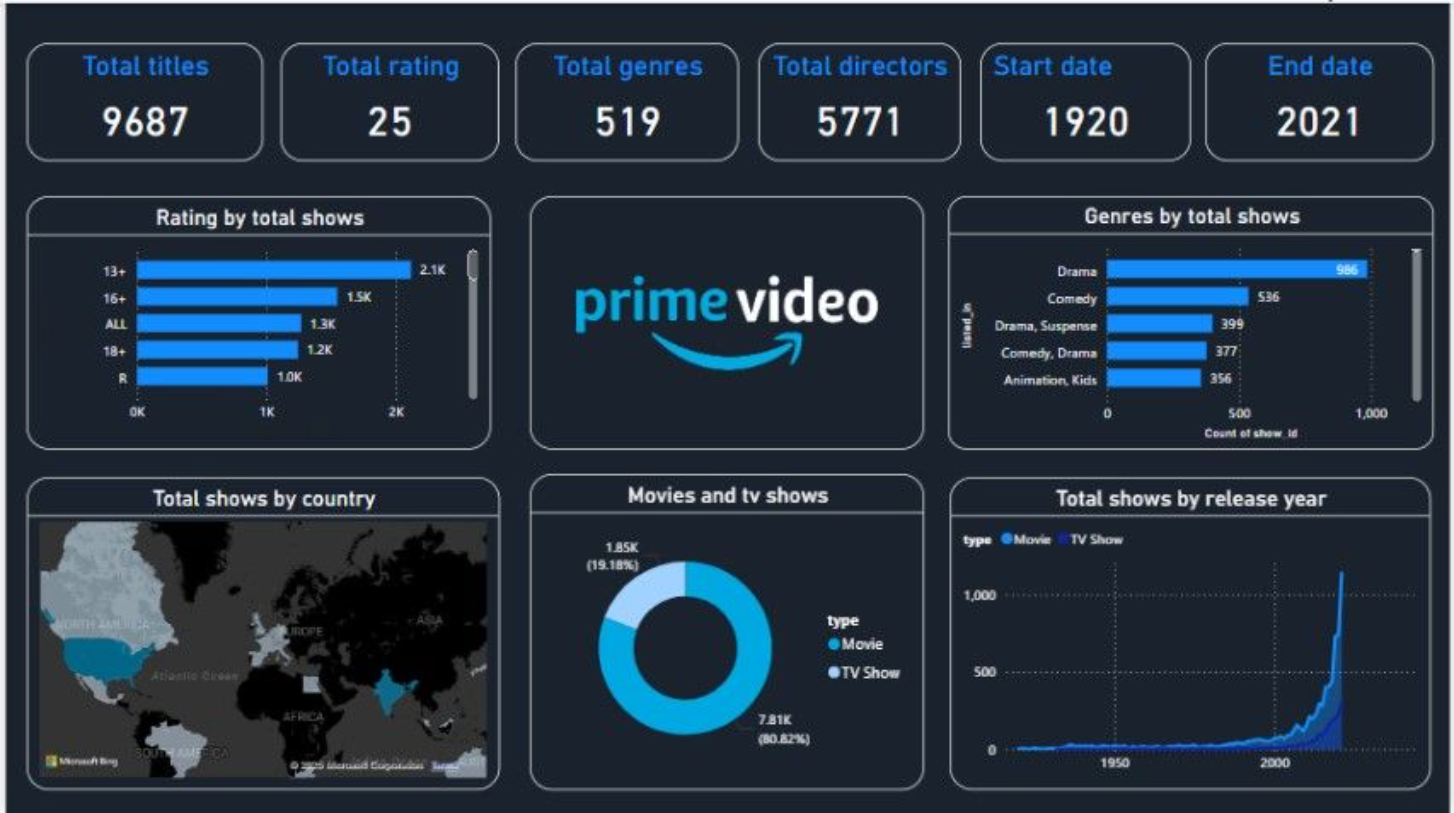 Total titles
9687
Total rating
25
Total genres
519
Total directors
5771
Start date
1920
End date
2021
Rating by total shows
13+ 2.1K
16+ 1.5K
ALL 1.3K
18+ 1.2K
R 1.0K
0K 1K 2K
prime video
Genres by total shows
listed_in
Drama 986
Comedy 536
Drama, Suspense 399
Comedy, Drama 377
Animation, Kids 356
0 500 1,000
Count of show_id
Total shows by country
NORTH AMERICA
EUROPE
ASIA
Atlantic Ocean
AFRICA
SOUTH AMERICA
Microsoft Bing
Microsoft Corporation Terms
Movies and tv shows
1.85K
(19.18%)
type
Movie
TV Show
7.81K
(80.82%)
Total shows by release year
type Movie TV Show
1,000
500
0
1950 2000